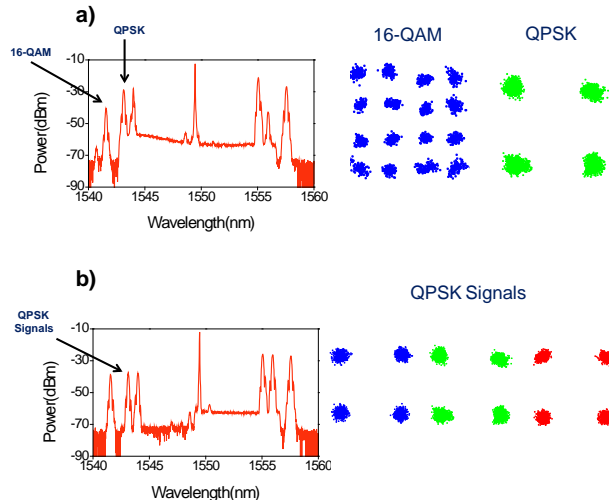 a)
QPSK
16-QAM
16-QAM
QPSK
-10
-30
-50
-70
-90
Power(dBm)
1540
1545
1550
1555
1560
Wavelength(nm)
b)
QPSK Signals
QPSK
Signals
-10
-30
-50
-70
-90
Power(dBm)
1540
1545
1550
1555
1560
Wavelength(nm)